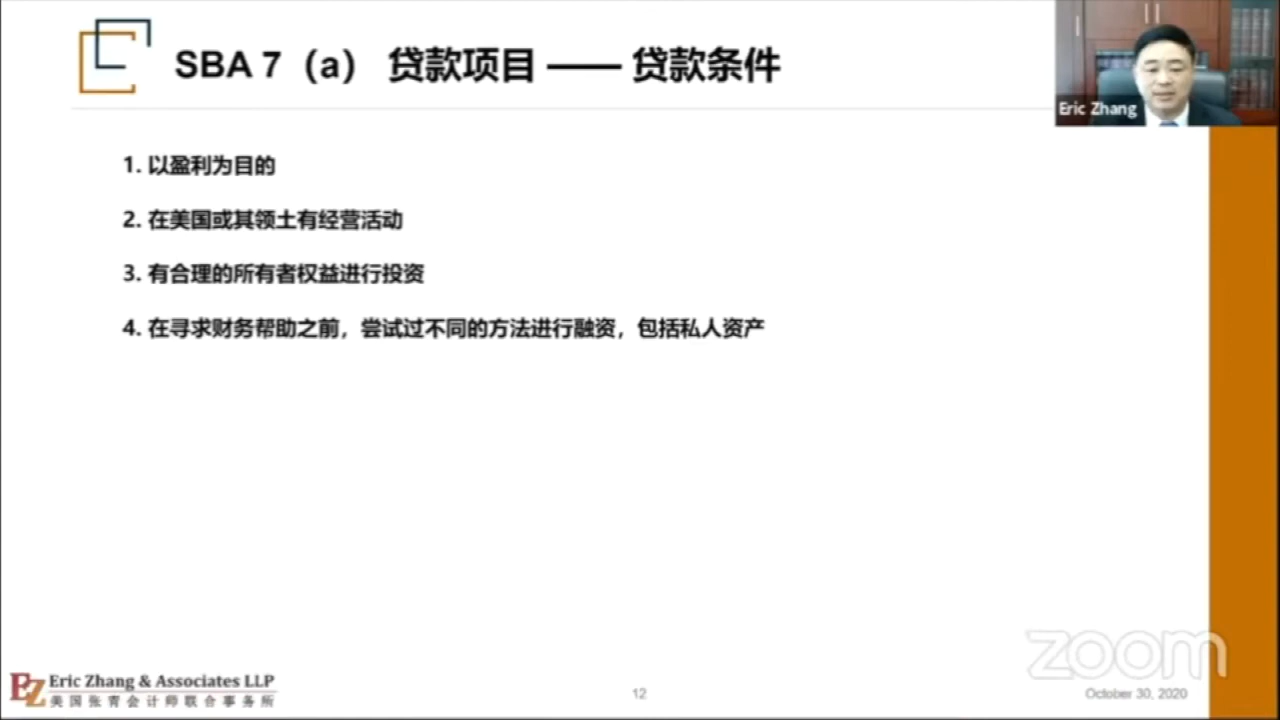 SBA 7（a） 贷款项目 —— 贷款条件
Eric Zhang
1. 以盈利为目的
2. 在美国或其领土有经营活动
3. 有合理的所有者权益进行投资
4. 在寻求财务帮助之前，尝试过不同的方法进行融资，包括私人资产
zoom
EZ Eric Zhang & Associates LLP
美国张霄会计师联合事务所
12
October 30, 2020